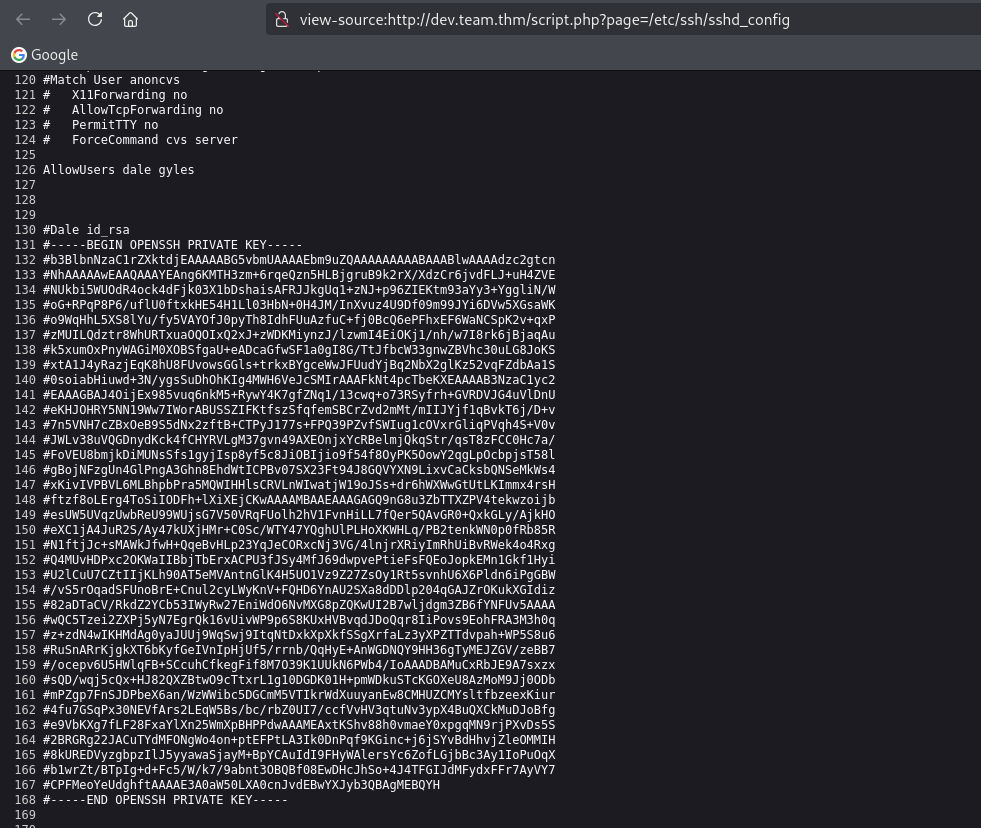 view-source:http://dev.team.thm/script.php?page=/etc/ssh/sshd_config
Google
120 #Match User anoncvs
121 #   X11Forwarding no
122 #   AllowTcpForwarding no
123 #   PermitTTY no
124 #   ForceCommand cvs server
125
126 AllowUsers dale gyles
127
128
129
130 #Dale id_rsa
131 #-----BEGIN OPENSSH PRIVATE KEY-----
132 #b3BlbnNzaC1rZXktdjEAAAAABG5vbmUAAAAEbm9uZQAAAAAAAAABAAABlwAAAAdzc2gtcn
133 #NhAAAAAwEAAQAAAYEAng6KMTH3zm+6rqeQzn5HLBjgruB9k2rX/XdzCr6jvdFLJ+uH4ZVE
134 #NUkbi5WUOdR4ock4dFjk03X1bDshaisAFRJJkgUq1+zNJ+p96ZIEKtm93aYy3+YggliN/W
135 #oG+RPqP8P6/uflU0ftxkHE54H1Ll03HbN+0H4JM/InXvuz4U9Df09m99JYi6DVw5XGsaWK
136 #o9WqHhL5XS8lYu/fy5VAYOfJ0pyTh8IdhFUuAzfuC+fj0BcQ6ePFhxEF6WaNCSpK2v+qxP
137 #zMUILQdztr8WhURTxuaOQOIxQ2xJ+zWDKMiynzJ/lzwmI4EiOKj1/nh/w7I8rk6jBjaqAu
138 #k5xumOxPnyWAGiM0XOBSfgaU+eADcaGfwSF1a0gI8G/TtJfbcW33gnwZBVhc30uLG8JoKS
139 #xtA1J4yRazjEqK8hU8FUvowsGGls+trkxBYgceWwJFUudYjBq2NbX2glKz52vqFZdbAa1S
140 #0soiabHiuwd+3N/ygsSuDhOhKIg4MWH6VeJcSMIrAAAFkNt4pcTbeKXEAAAAB3NzaC1yc2
141 #EAAAGBAJ4OijEx985vuq6nkM5+RywY4K7gfZNq1/13cwq+o73RSyfrh+GVRDVJG4uVlDnU
142 #eKHJOHRY5NN19Ww7IWorABUSSZIFKtfszSfqfemSBCrZvd2mMt/mIIJYjf1qBvkT6j/D+v
143 #7n5VNH7cZBxOeB9S5dNx2zftB+CTPyJ177s+FPQ39PZvfSWIug1cOVxrGliqPVqh4S+V0v
144 #JWLv38uVQGDnydKck4fCHYRVLgM37gvn49AXEOnjxYcRBelmjQkqStr/qsT8zFCC0Hc7a/
145 #FoVEU8bmjkDiMUNsSfs1gyjIsp8yf5c8JiOBIjio9f54f8OyPK5OowY2qgLpOcbpjsT58l
146 #gBojNFzgUn4GlPngA3Ghn8EhdWtICPBv07SX23Ft94J8GQVYXN9LixvCaCksbQNSeMkWs4
147 #xKivIVPBVL6MLBhpbPra5MQWIHHlsCRVLnWIwatjW19oJSs+dr6hWXWwGtUtLKImmx4rsH
148 #ftzf8oLErg4ToSiIODFh+lXiXEjCKwAAAAMBAAEAAAGAGQ9nG8u3ZbTTXZPV4tekwzoijb
149 #esUW5UVqzUwbReU99WUjsG7V50VRqFUolh2hV1FvnHiLL7fQer5QAvGR0+QxkGLy/AjkHO
150 #eXC1jA4JuR2S/Ay47kUXjHMr+C0Sc/WTY47YQghUlPLHoXKWHLq/PB2tenkWN0p0fRb85R
151 #N1ftjJc+sMAWkJfwH+QqeBvHLp23YqJeCORxcNj3VG/4lnjrXRiyImRhUiBvRWek4o4Rxg
152 #Q4MUvHDPxc2OKWaIIBbjTbErxACPU3fJSy4MfJ69dwpvePtieFsFQEoJopkEMn1Gkf1Hyi
153 #U2lCuU7CZtIIjKLh90AT5eMVAntnGlK4H5UO1Vz9Z27ZsOy1Rt5svnhU6X6Pldn6iPgGBW
154 #/vS5rOqadSFUnoBrE+Cnul2cyLWyKnV+FQHD6YnAU2SXa8dDDlp204qGAJZrOKukXGIdiz
155 #82aDTaCV/RkdZ2YCb53IWyRw27EniWdO6NvMXG8pZQKwUI2B7wljdgm3ZB6fYNFUv5AAAA
156 #wQC5Tzei2ZXPj5yN7EgrQk16vUivWP9p6S8KUxHVBvqdJDoQqr8IiPovs9EohFRA3M3h0q
157 #z+zdN4wIKHMdAg0yaJUUj9WqSwj9ItqNtDxkXpXkfSSgXrfaLz3yXPZTTdvpah+WP5S8u6
158 #RuSnARrKjgkXT6bKyfGeIVnIpHjUf5/rrnb/QqHyE+AnWGDNQY9HH36gTyMEJZGV/zeBB7
159 #/ocepv6U5HWlqFB+SCcuhCfkegFif8M7O39K1UUkN6PWb4/IoAAADBAMuCxRbJE9A7sxzx
160 #sQD/wqj5cQx+HJ82QXZBtwO9cTtxrL1g10DGDK01H+pmWDkuSTcKGOXeU8AzMoM9Jj0ODb
161 #mPZgp7FnSJDPbeX6an/WzWWibc5DGCmM5VTIkrWdXuuyanEw8CMHUZCMYsltfbzeexKiur
162 #4fu7GSqPx30NEVfArs2LEqW5Bs/bc/rbZ0UI7/ccfVvHV3qtuNv3ypX4BuQXCkMuDJoBfg
163 #e9VbKXg7fLF28FxaYlXn25WmXpBHPPdwAAAMEAxtKShv88h0vmaeY0xpgqMN9rjPXvDs5S
164 #2BRGRg22JACuTYdMFONgWo4on+ptEFPtLA3Ik0DnPqf9KGinc+j6jSYvBdHhvjZleOMMIH
165 #8kUREDVyzgbpzIlJ5yyawaSjayM+BpYCAuIdI9FHyWAlersYc6ZofLGjbBc3Ay1IoPuOqX
166 #b1wrZt/BTpIg+d+Fc5/W/k7/9abnt3OBQBf08EwDHcJhSo+4J4TFGIJdMFydxFFr7AyVY7
167 #CPFMeoYeUdghftAAAAE3A0aW50LXA0cnJvdEBwYXJyb3QBAgMEBQYH
168 #-----END OPENSSH PRIVATE KEY-----
169